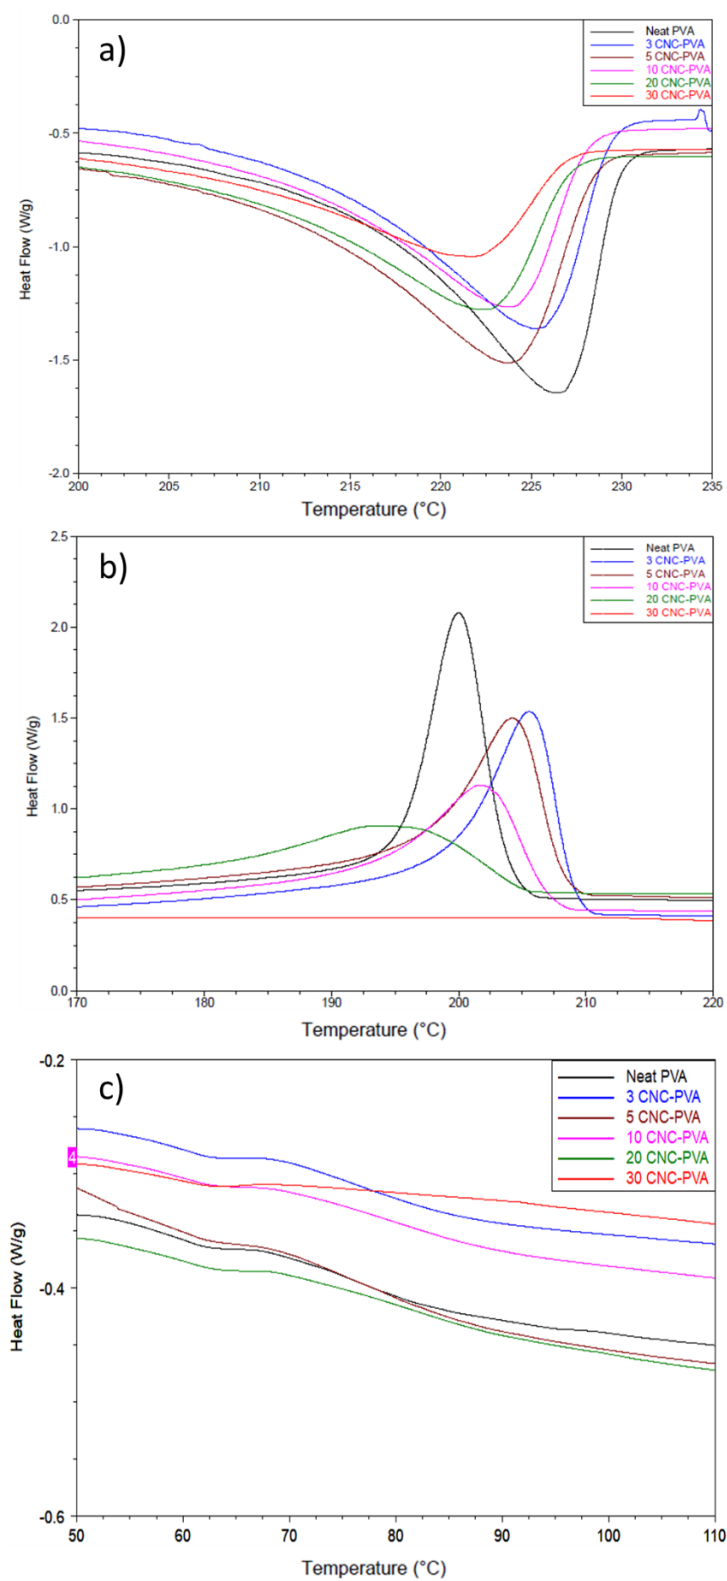 a)
Neat PVA
3 CNC-PVA
5 CNC-PVA
10 CNC-PVA
20 CNC-PVA
30 CNC-PVA
0.0
-0.5
-1.0
-1.5
-2.0
Heat Flow (W/g)
200 205 210 215 220 225 230 235
Temperature (°C)
b)
Neat PVA
3 CNC-PVA
5 CNC-PVA
10 CNC-PVA
20 CNC-PVA
30 CNC-PVA
2.5
2.0
1.5
1.0
0.5
0.0
Heat Flow (W/g)
170 180 190 200 210 220
Temperature (°C)
c)
Neat PVA
3 CNC-PVA
5 CNC-PVA
10 CNC-PVA
20 CNC-PVA
30 CNC-PVA
-0.2
4
-0.4
-0.6
Heat Flow (W/g)
50 60 70 80 90 100 110
Temperature (°C)